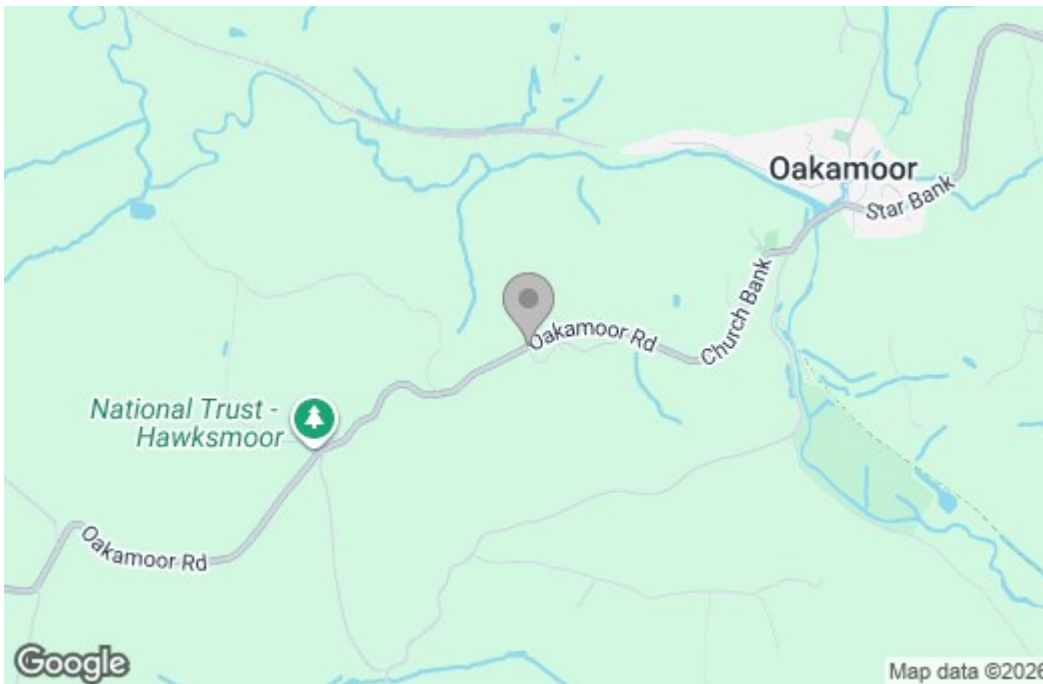 Oakamoor
Star Bank
Church Bank
Oakamoor Rd
National Trust -
Hawksmoor
Oakamoor Rd
Google
Map data ©2026